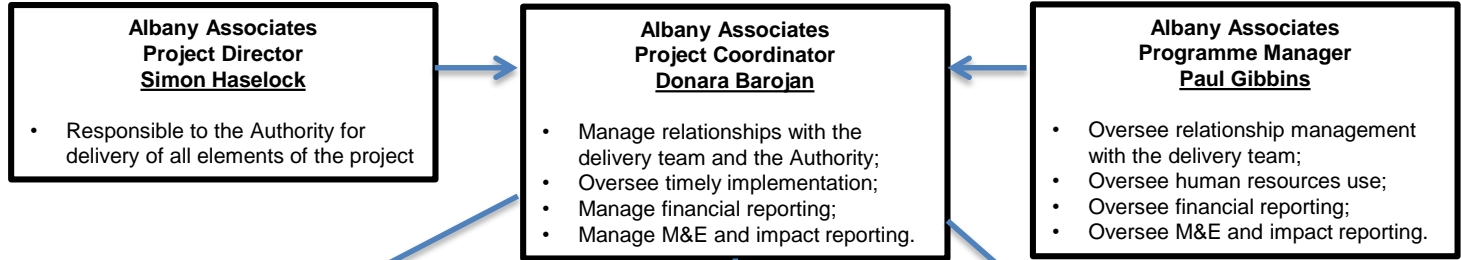 Albany Associates
Project Director
Simon Haselock
• Responsible to the Authority for
delivery of all elements of the project
Albany Associates
Project Coordinator
Donara Barojan
• Manage relationships with the
delivery team and the Authority;
• Oversee timely implementation;
• Manage financial reporting;
• Manage M&E and impact reporting.
Albany Associates
Programme Manager
Paul Gibbins
• Oversee relationship management
with the delivery team;
• Oversee human resources use;
• Oversee financial reporting;
• Oversee M&E and impact reporting.